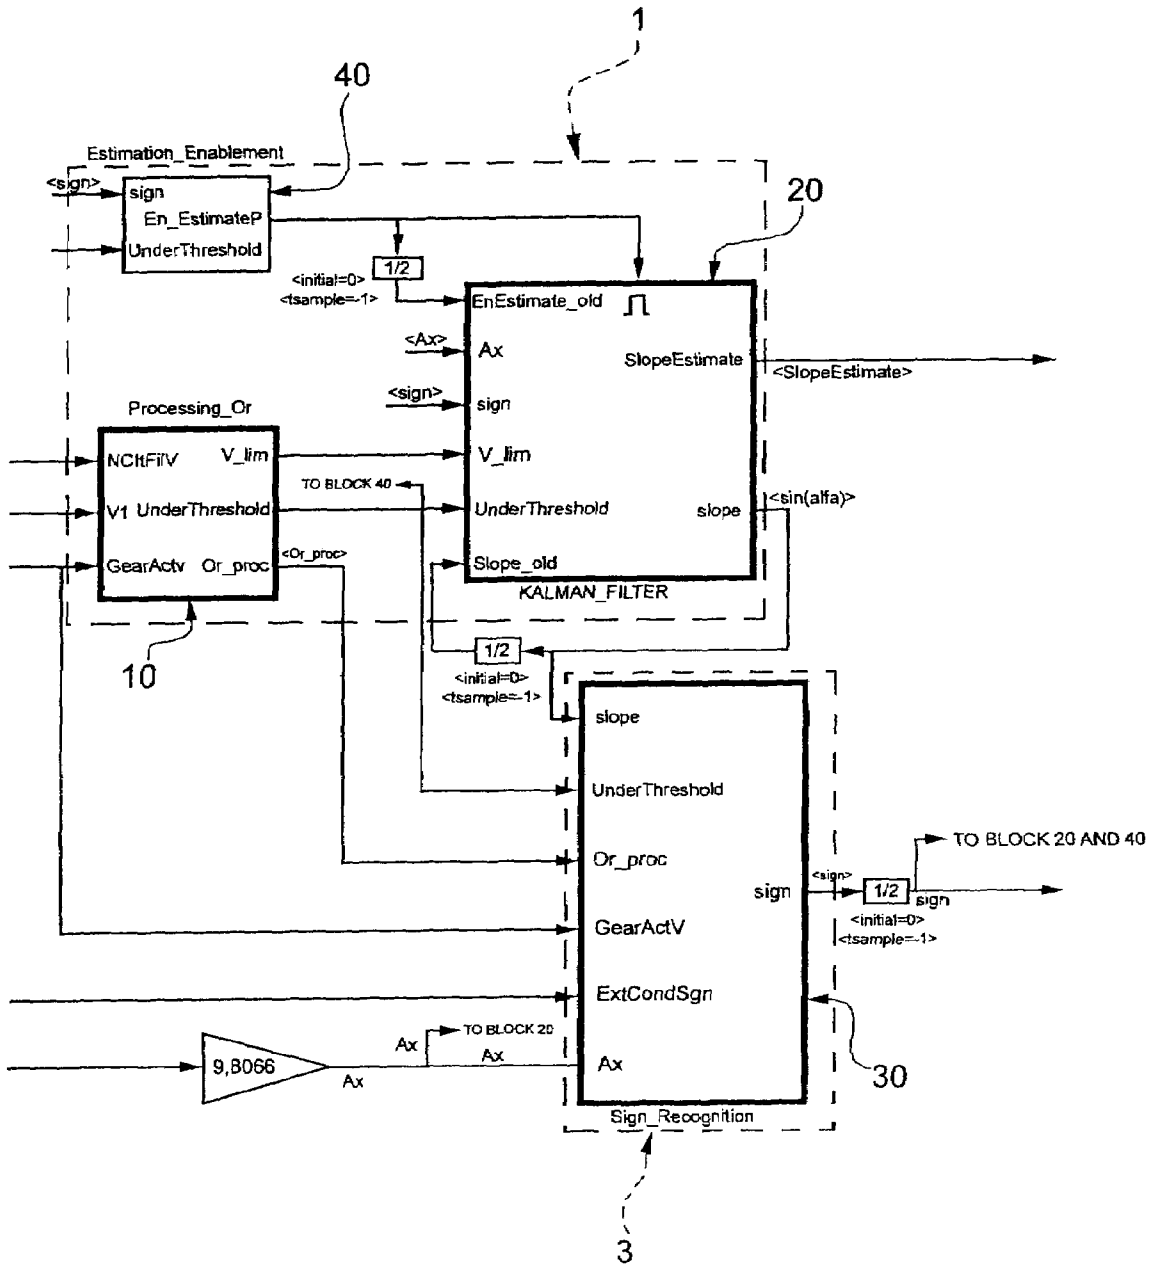 1
40
Estimation_Enablement
<sign>
sign
En_EstimateP
UnderThreshold
20
1/2
<initial=0>
<tsample=-1>
EnEstimate_old
<Ax>
Ax
SlopeEstimate
<SlopeEstimate>
<sign>
sign
Processing_Or
NCltFilV
V_lim
V_lim
TO BLOCK 40
<sin(alfa)>
V1
UnderThreshold
UnderThreshold
slope
GearActv
Or_proc
<Or_proc>
Slope_old
KALMAN_FILTER
10
1/2
<initial=0>
<tsample=-1>
slope
UnderThreshold
TO BLOCK 20 AND 40
Or_proc
sign
<sign>
1/2
sign
<initial=0>
<tsample=-1>
GearActV
ExtCondSgn
TO BLOCK 20
Ax
Ax
9,8066
Ax
Ax
30
Sign_Recognition
3